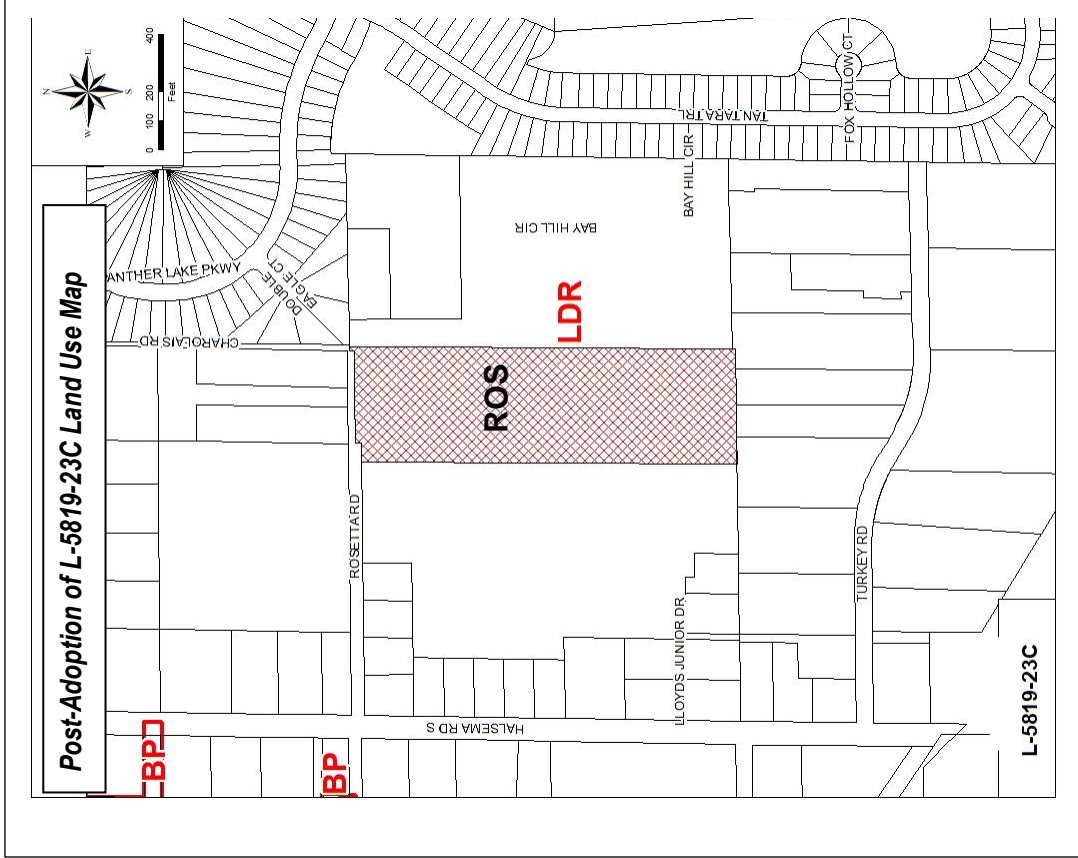 Post-Adoption of L-5819-23C Land Use Map
N
E
S
W
0
100
200
400
Feet
ANTHER LAKE PKWY
DOUBLE
EAGLE CT
CHAROLAIS RD
ROSETTA RD
ROS
LDR
BAY HILL CIR
BAY HILL CIR
TANTARA TRL
FOX HOLLOW CT
TURKEY RD
LLOYDS JUNIOR DR
HALSEMA RD S
BP
BP
L-5819-23C